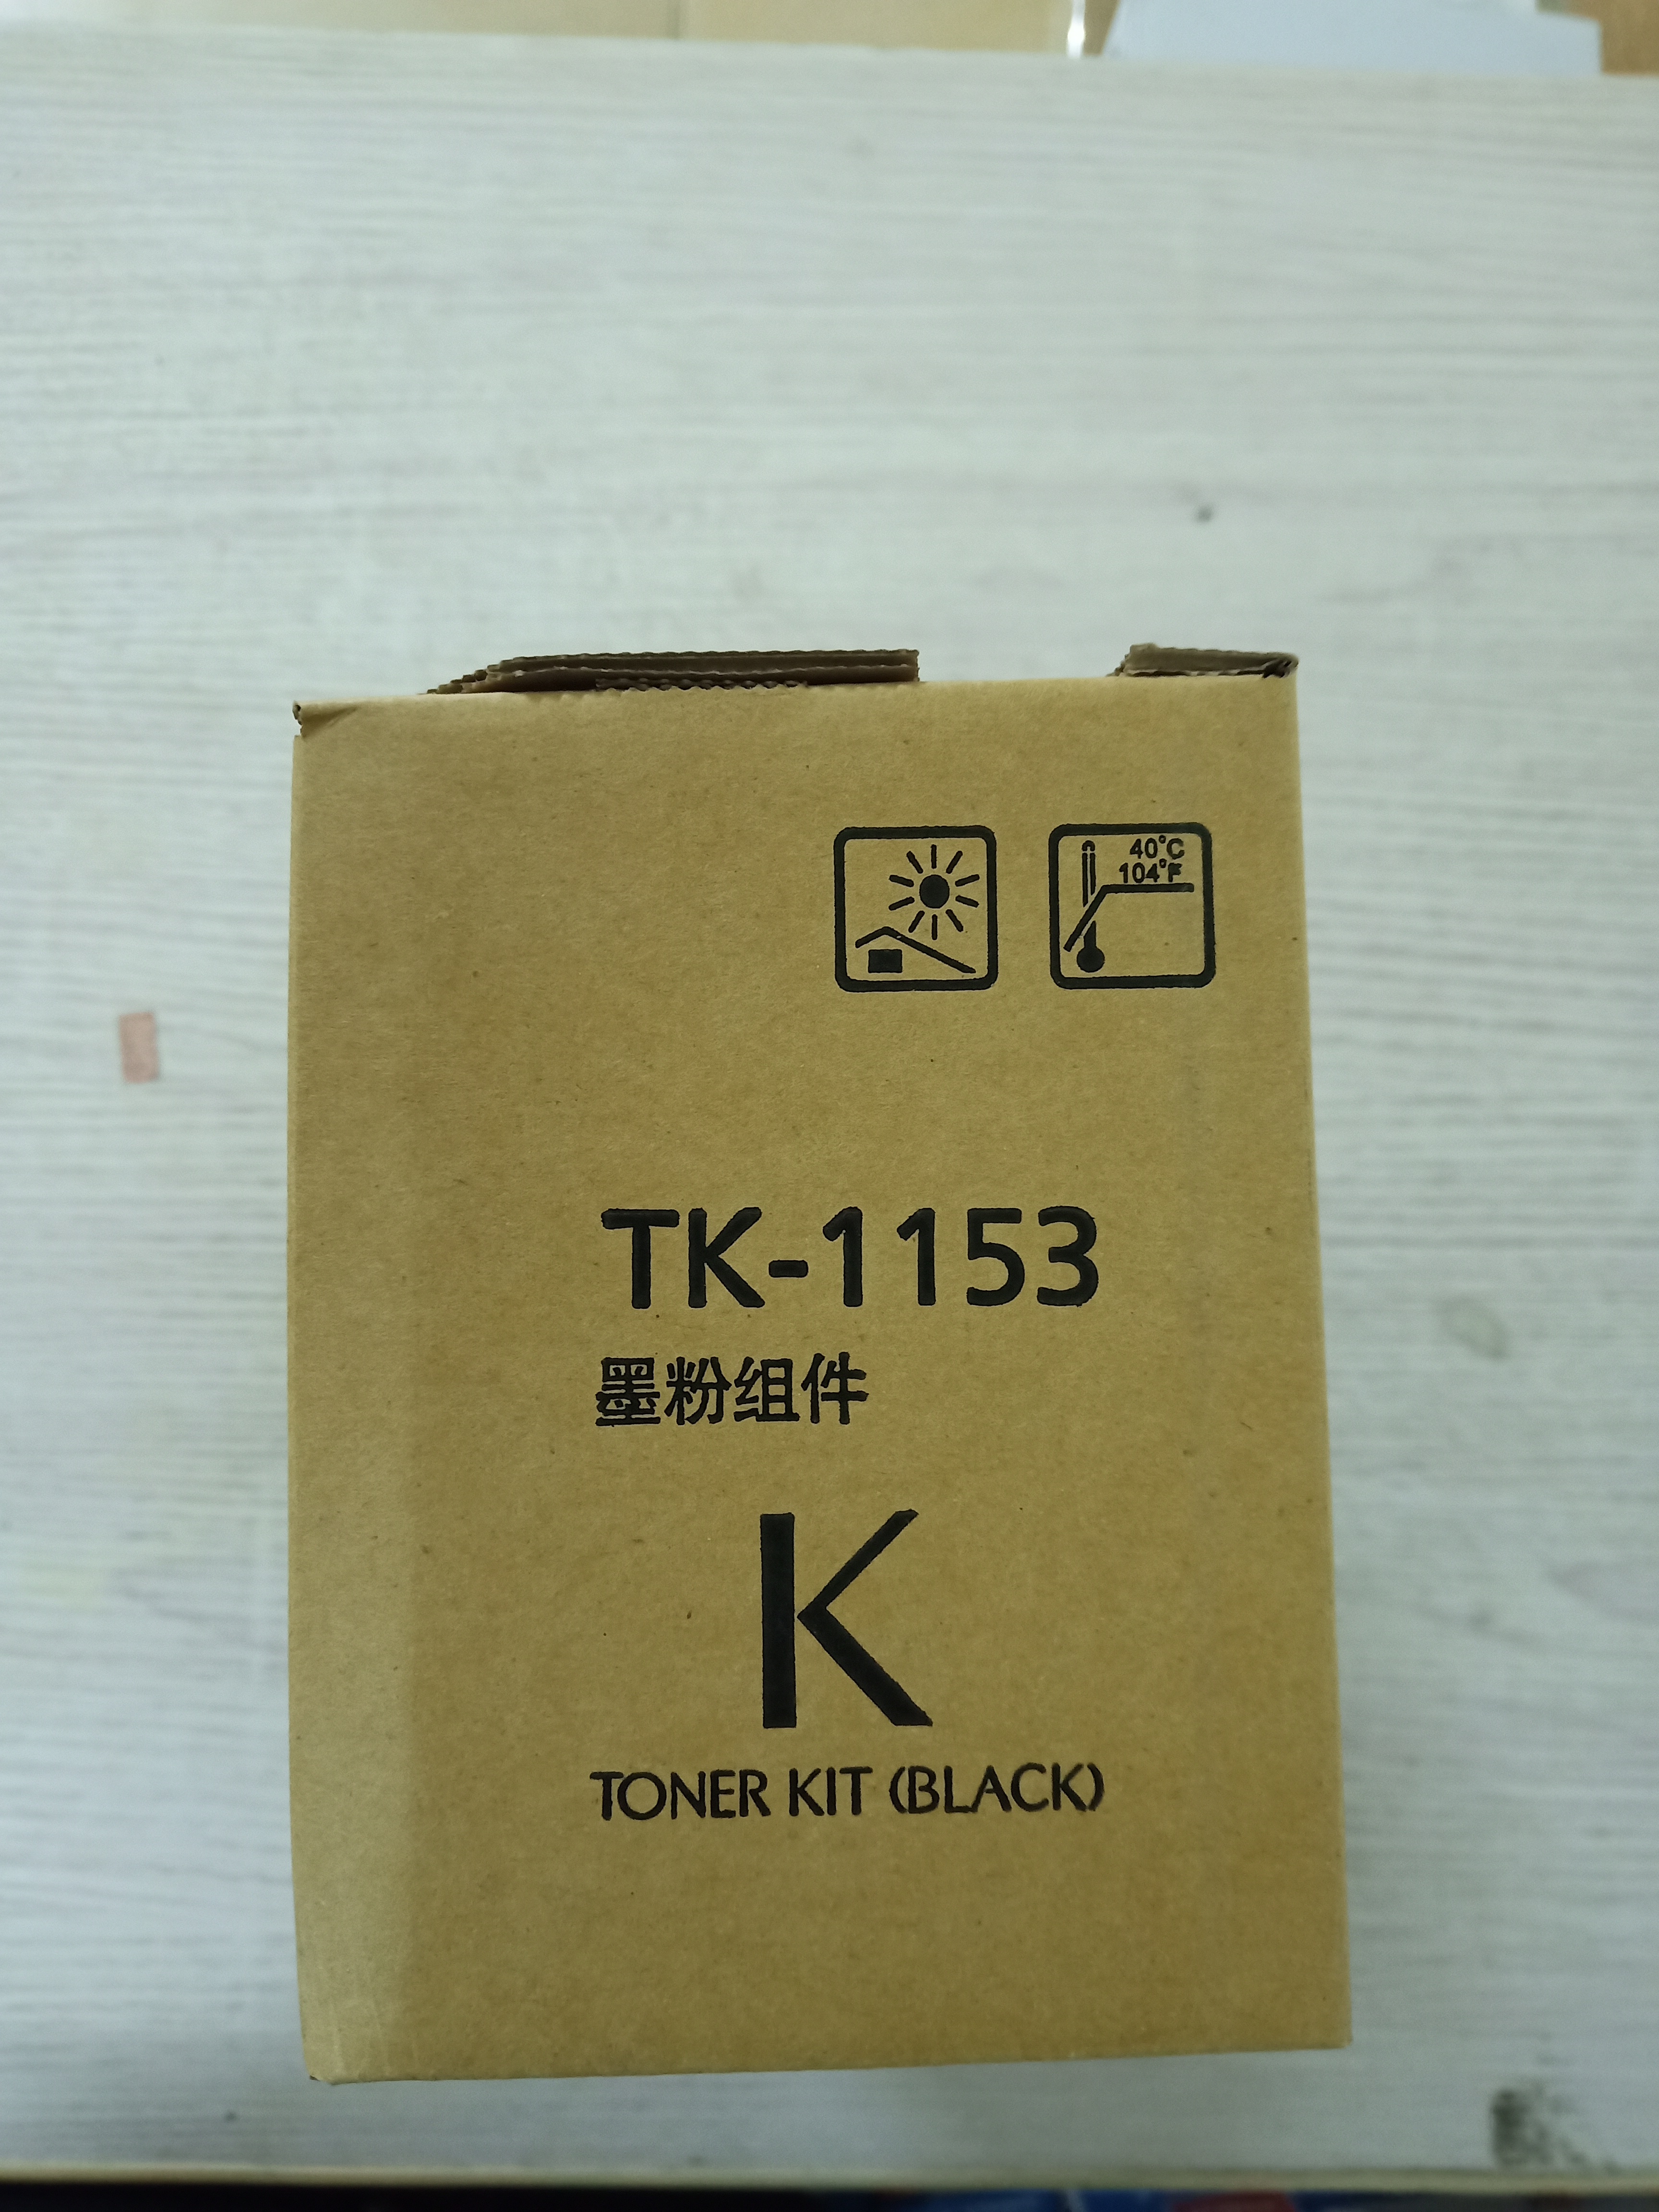 40°C
104°F
TK-1153
墨粉组件
K
TONER KIT (BLACK)